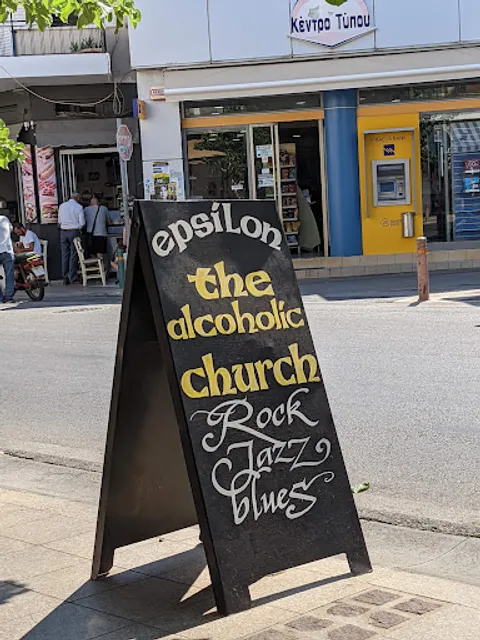 Κέντρο Τύπου
epsilon
the
alcoholic
church
Rock
Jazz
blues